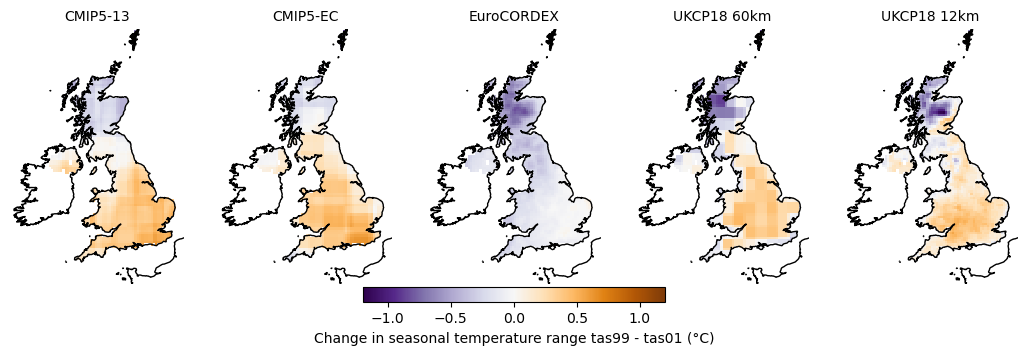 CMIP5-13
CMIP5-EC
EuroCORDEX
UKCP18 60km
UKCP18 12km
−1.0
−0.5
0.0
0.5
1.0
Change in seasonal temperature range tas99 - tas01 (°C)